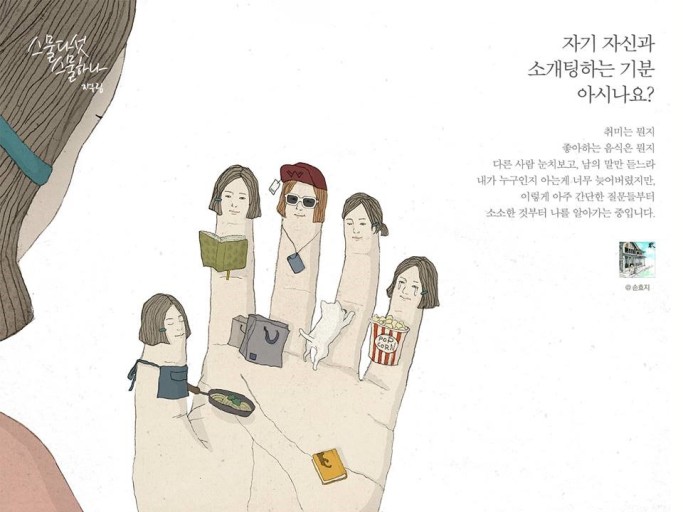 스물다섯
스물하나
자기 자신과
소개팅하는 기분
아시나요?
취미는 뭔지
좋아하는 음식은 뭔지
다른 사람 눈치보고, 남의 말만 듣느라
내가 누구인지 아는게 너무 늦어버렸지만,
이렇게 아주 간단한 질문들부터
소소한 것부터 나를 알아가는 중입니다.
POP
CORN
@ 손효지